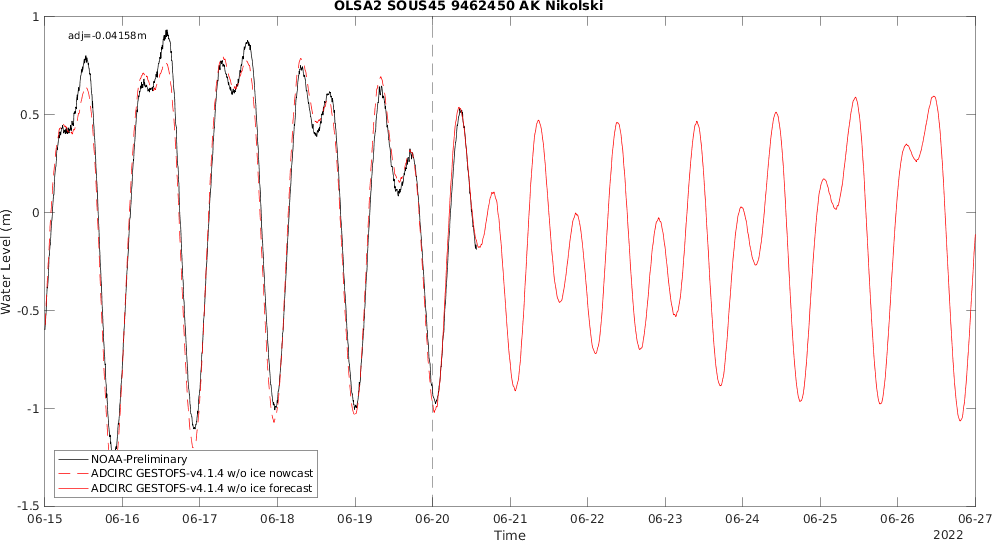 OLSA2 SOUS45 9462450 AK Nikolski
adj=-0.04158m
1
0.5
0
-0.5
-1
-1.5
Water Level (m)
NOAA-Preliminary
ADCIRC GESTOFS-v4.1.4 w/o ice nowcast
ADCIRC GESTOFS-v4.1.4 w/o ice forecast
06-15 06-16 06-17 06-18 06-19 06-20 06-21 06-22 06-23 06-24 06-25 06-26 06-27
Time
2022